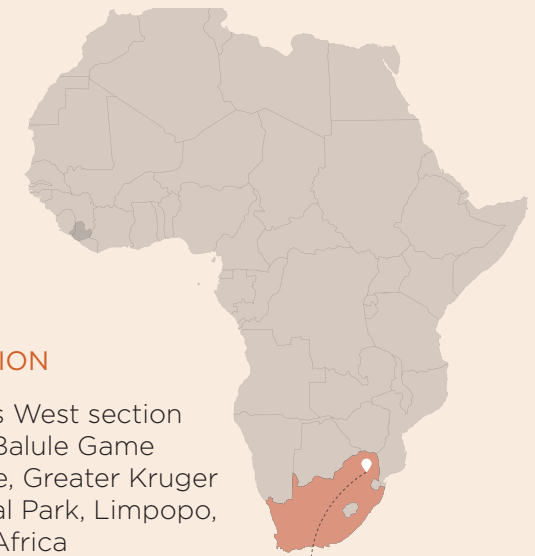 ION
s West section
Balule Game
e, Greater Kruger
al Park, Limpopo,
Africa